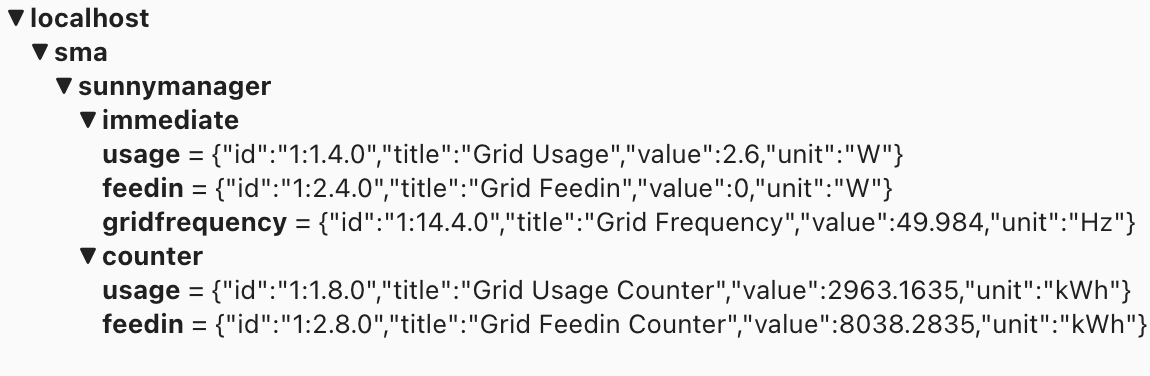 ▼ localhost
▼ sma
▼ sunnymanager
▼ immediate
usage = {"id":"1:1.4.0","title":"Grid Usage","value":2.6,"unit":"W"}
feedin = {"id":"1:2.4.0","title":"Grid Feedin","value":0,"unit":"W"}
gridfrequency = {"id":"1:14.4.0","title":"Grid Frequency","value":49.984,"unit":"Hz"}
▼ counter
usage = {"id":"1:1.8.0","title":"Grid Usage Counter","value":2963.1635,"unit":"kWh"}
feedin = {"id":"1:2.8.0","title":"Grid Feedin Counter","value":8038.2835,"unit":"kWh"}